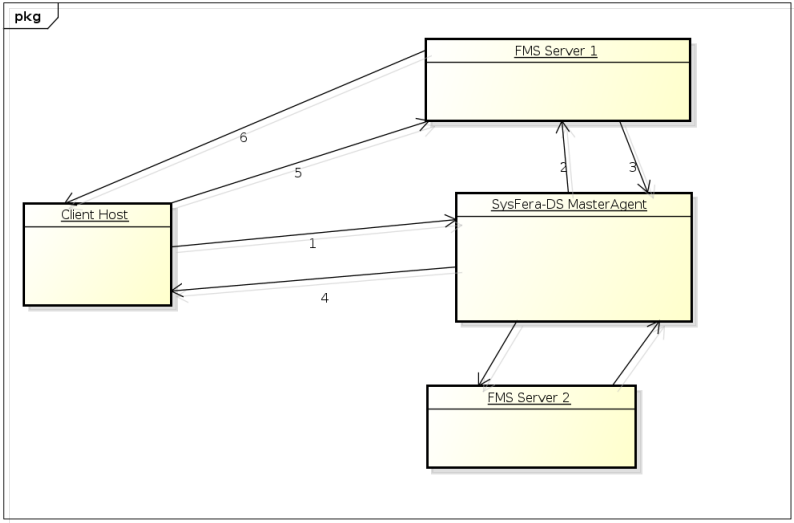 pkg
FMS Server 1
6
5
2
3
Client Host
SysFera-DS MasterAgent
1
4
FMS Server 2